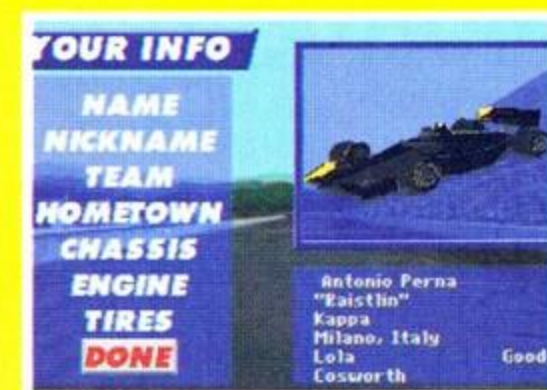 YOUR INFO
NAME
NICKNAME
TEAM
HOMETOWN
CHASSIS
ENGINE
TIRES
DONE
Antonio Perna
"Raistlin"
Kappa
Milano, Italy
Lola Good
Cosworth